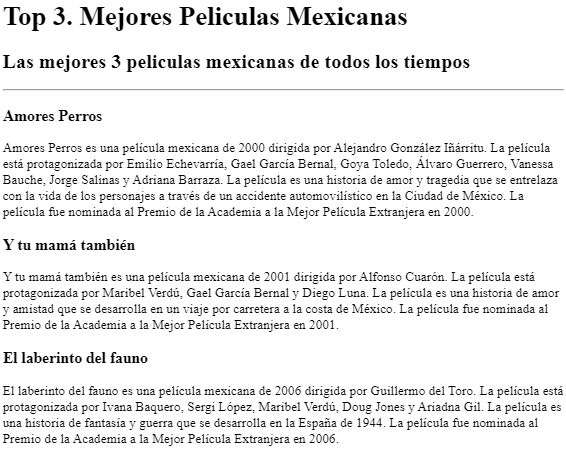 Top 3. Mejores Peliculas Mexicanas
Las mejores 3 peliculas mexicanas de todos los tiempos
Amores Perros
Amores Perros es una película mexicana de 2000 dirigida por Alejandro González Iñárritu. La película
está protagonizada por Emilio Echevarría, Gael García Bernal, Goya Toledo, Álvaro Guerrero, Vanessa
Bauche, Jorge Salinas y Adriana Barraza. La película es una historia de amor y tragedia que se entrelaza
con la vida de los personajes a través de un accidente automovilístico en la Ciudad de México. La
película fue nominada al Premio de la Academia a la Mejor Película Extranjera en 2000.
Y tu mamá también
Y tu mamá también es una película mexicana de 2001 dirigida por Alfonso Cuarón. La película está
protagonizada por Maribel Verdú, Gael García Bernal y Diego Luna. La película es una historia de amor
y amistad que se desarrolla en un viaje por carretera a la costa de México. La película fue nominada al
Premio de la Academia a la Mejor Película Extranjera en 2001.
El laberinto del fauno
El laberinto del fauno es una película mexicana de 2006 dirigida por Guillermo del Toro. La película está
protagonizada por Ivana Baquero, Sergi López, Maribel Verdú, Doug Jones y Ariadna Gil. La película es
una historia de fantasía y guerra que se desarrolla en la España de 1944. La película fue nominada al
Premio de la Academia a la Mejor Película Extranjera en 2006.